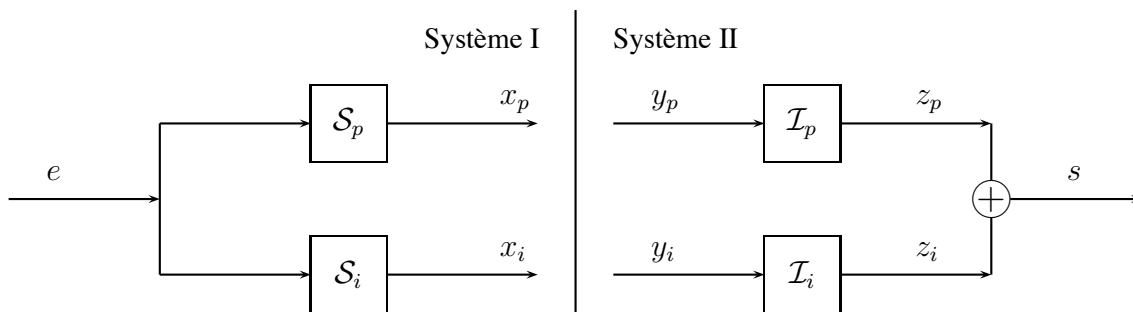 Système I Système II
x_p y_p z_p
S_p I_p
e s
+
x_i y_i z_i
S_i I_i